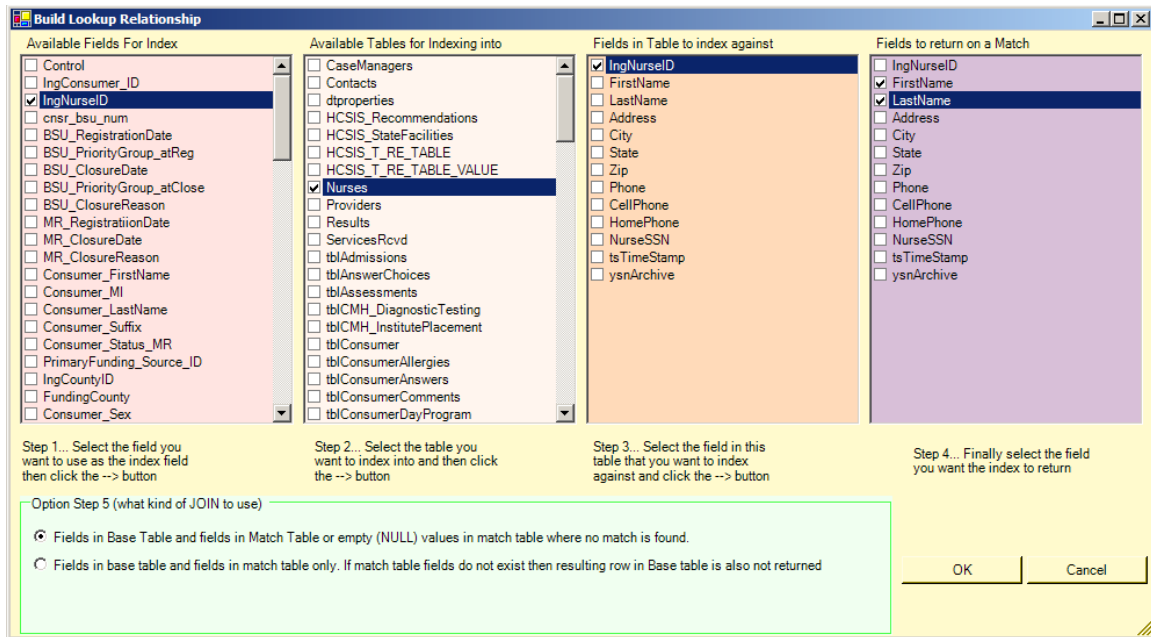 Build Lookup Relationship
Available Fields For Index
Control
lngConsumer_ID
lngNurseID
cnsr_bsu_num
BSU_RegistrationDate
BSU_PriorityGroup_atReg
BSU_ClosureDate
BSU_PriorityGroup_atClose
BSU_ClosureReason
MR_RegistratiionDate
MR_ClosureDate
MR_ClosureReason
Consumer_FirstName
Consumer_MI
Consumer_LastName
Consumer_Suffix
Consumer_Status_MR
PrimaryFunding_Source_ID
lngCountyID
FundingCounty
Consumer_Sex
Step 1... Select the field you
want to use as the index field
then click the --> button
Available Tables for Indexing into
CaseManagers
Contacts
dtproperties
HCSIS_Recommendations
HCSIS_StateFacilities
HCSIS_T_RE_TABLE
HCSIS_T_RE_TABLE_VALUE
Nurses
Providers
Results
ServicesRcvd
tblAdmissions
tblAnswerChoices
tblAssessments
tblCMH_DiagnosticTesting
tblCMH_InstitutePlacement
tblConsumer
tblConsumerAllergies
tblConsumerAnswers
tblConsumerComments
tblConsumerDayProgram
Step 2... Select the table you
want to index into and then click
the --> button
Fields in Table to index against
lngNurseID
FirstName
LastName
Address
City
State
Zip
Phone
CellPhone
HomePhone
NurseSSN
tsTimeStamp
ysnArchive
Step 3... Select the field in this
table that you want to index
against and click the --> button
Fields to return on a Match
lngNurseID
FirstName
LastName
Address
City
State
Zip
Phone
CellPhone
HomePhone
NurseSSN
tsTimeStamp
ysnArchive
Step 4... Finally select the field
you want the index to return
Option Step 5 (what kind of JOIN to use)
Fields in Base Table and fields in Match Table or empty (NULL) values in match table where no match is found.
Fields in base table and fields in match table only. If match table fields do not exist then resulting row in Base table is also not returned
OK
Cancel